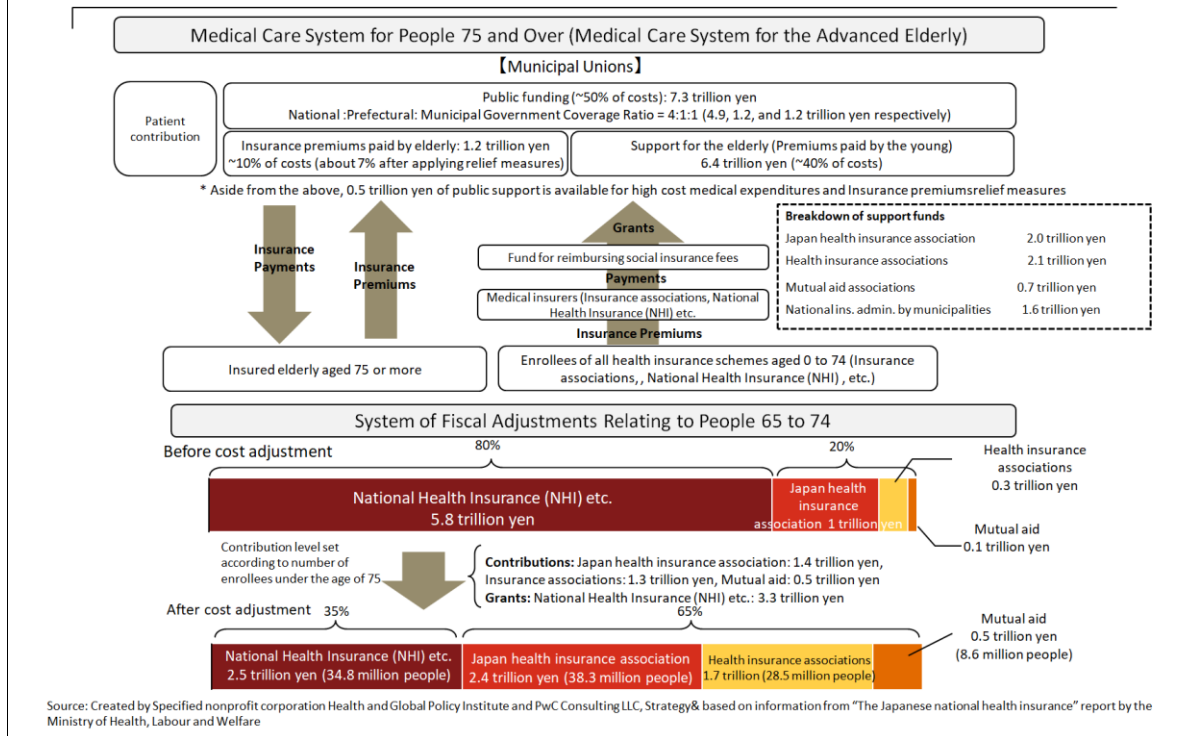 Medical Care System for People 75 and Over (Medical Care System for the Advanced Elderly)
【Municipal Unions】
Patient
contribution
Public funding (~50% of costs): 7.3 trillion yen
National :Prefectural: Municipal Government Coverage Ratio = 4:1:1 (4.9, 1.2, and 1.2 trillion yen respectively)
Insurance premiums paid by elderly: 1.2 trillion yen
~10% of costs (about 7% after applying relief measures)
Support for the elderly (Premiums paid by the young)
6.4 trillion yen (~40% of costs)
* Aside from the above, 0.5 trillion yen of public support is available for high cost medical expenditures and Insurance premiumsrelief measures
Insurance
Payments
Insurance
Premiums
Grants
Fund for reimbursing social insurance fees
Payments
Medical insurers (Insurance associations, National
Health Insurance (NHI) etc.
Insurance Premiums
Breakdown of support funds
Japan health insurance association 2.0 trillion yen
Health insurance associations 2.1 trillion yen
Mutual aid associations 0.7 trillion yen
National ins. admin. by municipalities 1.6 trillion yen
Insured elderly aged 75 or more
Enrollees of all health insurance schemes aged 0 to 74 (Insurance
associations, , National Health Insurance (NHI) , etc.)
System of Fiscal Adjustments Relating to People 65 to 74
Before cost adjustment
80%
20%
National Health Insurance (NHI) etc.
5.8 trillion yen
Japan health
insurance
association 1 trillion yen
Health insurance
associations
0.3 trillion yen
Mutual aid
0.1 trillion yen
Contribution level set
according to number of
enrollees under the age of 75
Contributions: Japan health insurance association: 1.4 trillion yen,
Insurance associations: 1.3 trillion yen, Mutual aid: 0.5 trillion yen
Grants: National Health Insurance (NHI) etc.: 3.3 trillion yen
After cost adjustment
35%
65%
National Health Insurance (NHI) etc.
2.5 trillion yen (34.8 million people)
Japan health insurance association
2.4 trillion yen (38.3 million people)
Health insurance associations
1.7 trillion (28.5 million people)
Mutual aid
0.5 trillion yen
(8.6 million people)
Source: Created by Specified nonprofit corporation Health and Global Policy Institute and PwC Consulting LLC, Strategy& based on information from "The Japanese national health insurance" report by the
Ministry of Health, Labour and Welfare